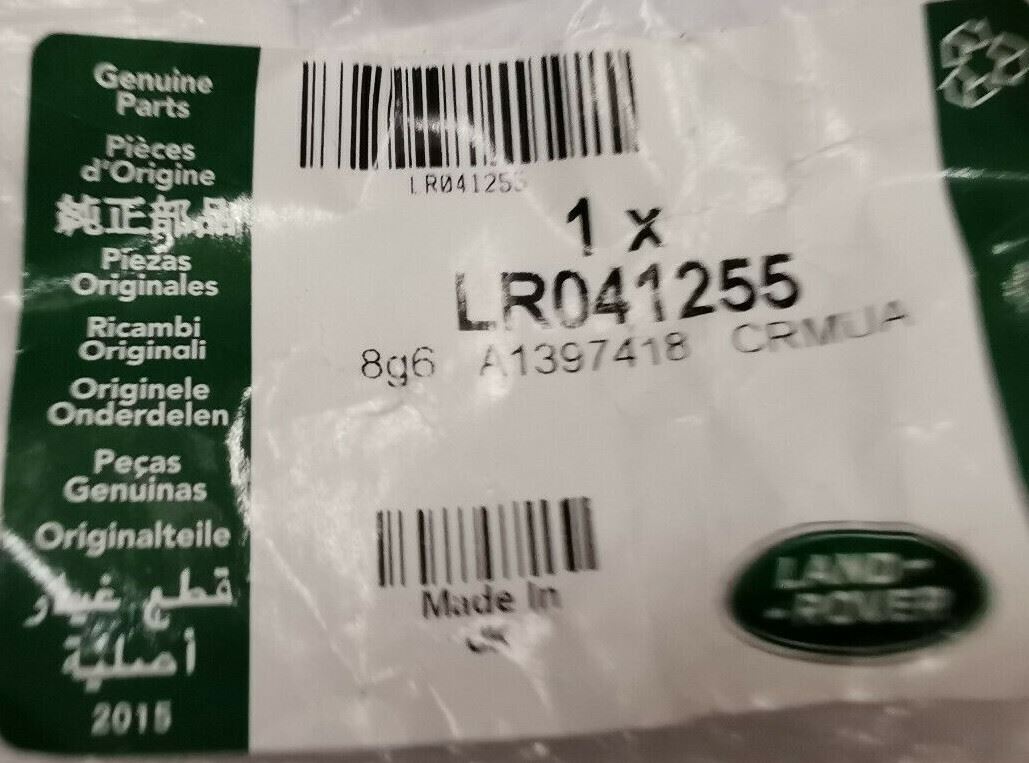 Genuine
Parts
Pièces
d'Origine
純正部品
Piezas
Originales
Ricambi
Originali
Originele
Onderdelen
Peças
Genuinas
Originalteile
قطع غيار
أصلية
2015
LR041255
1 x
LR041255
8g6 A1397418 CRMUA
Made In
UK
LAND-
-ROVER